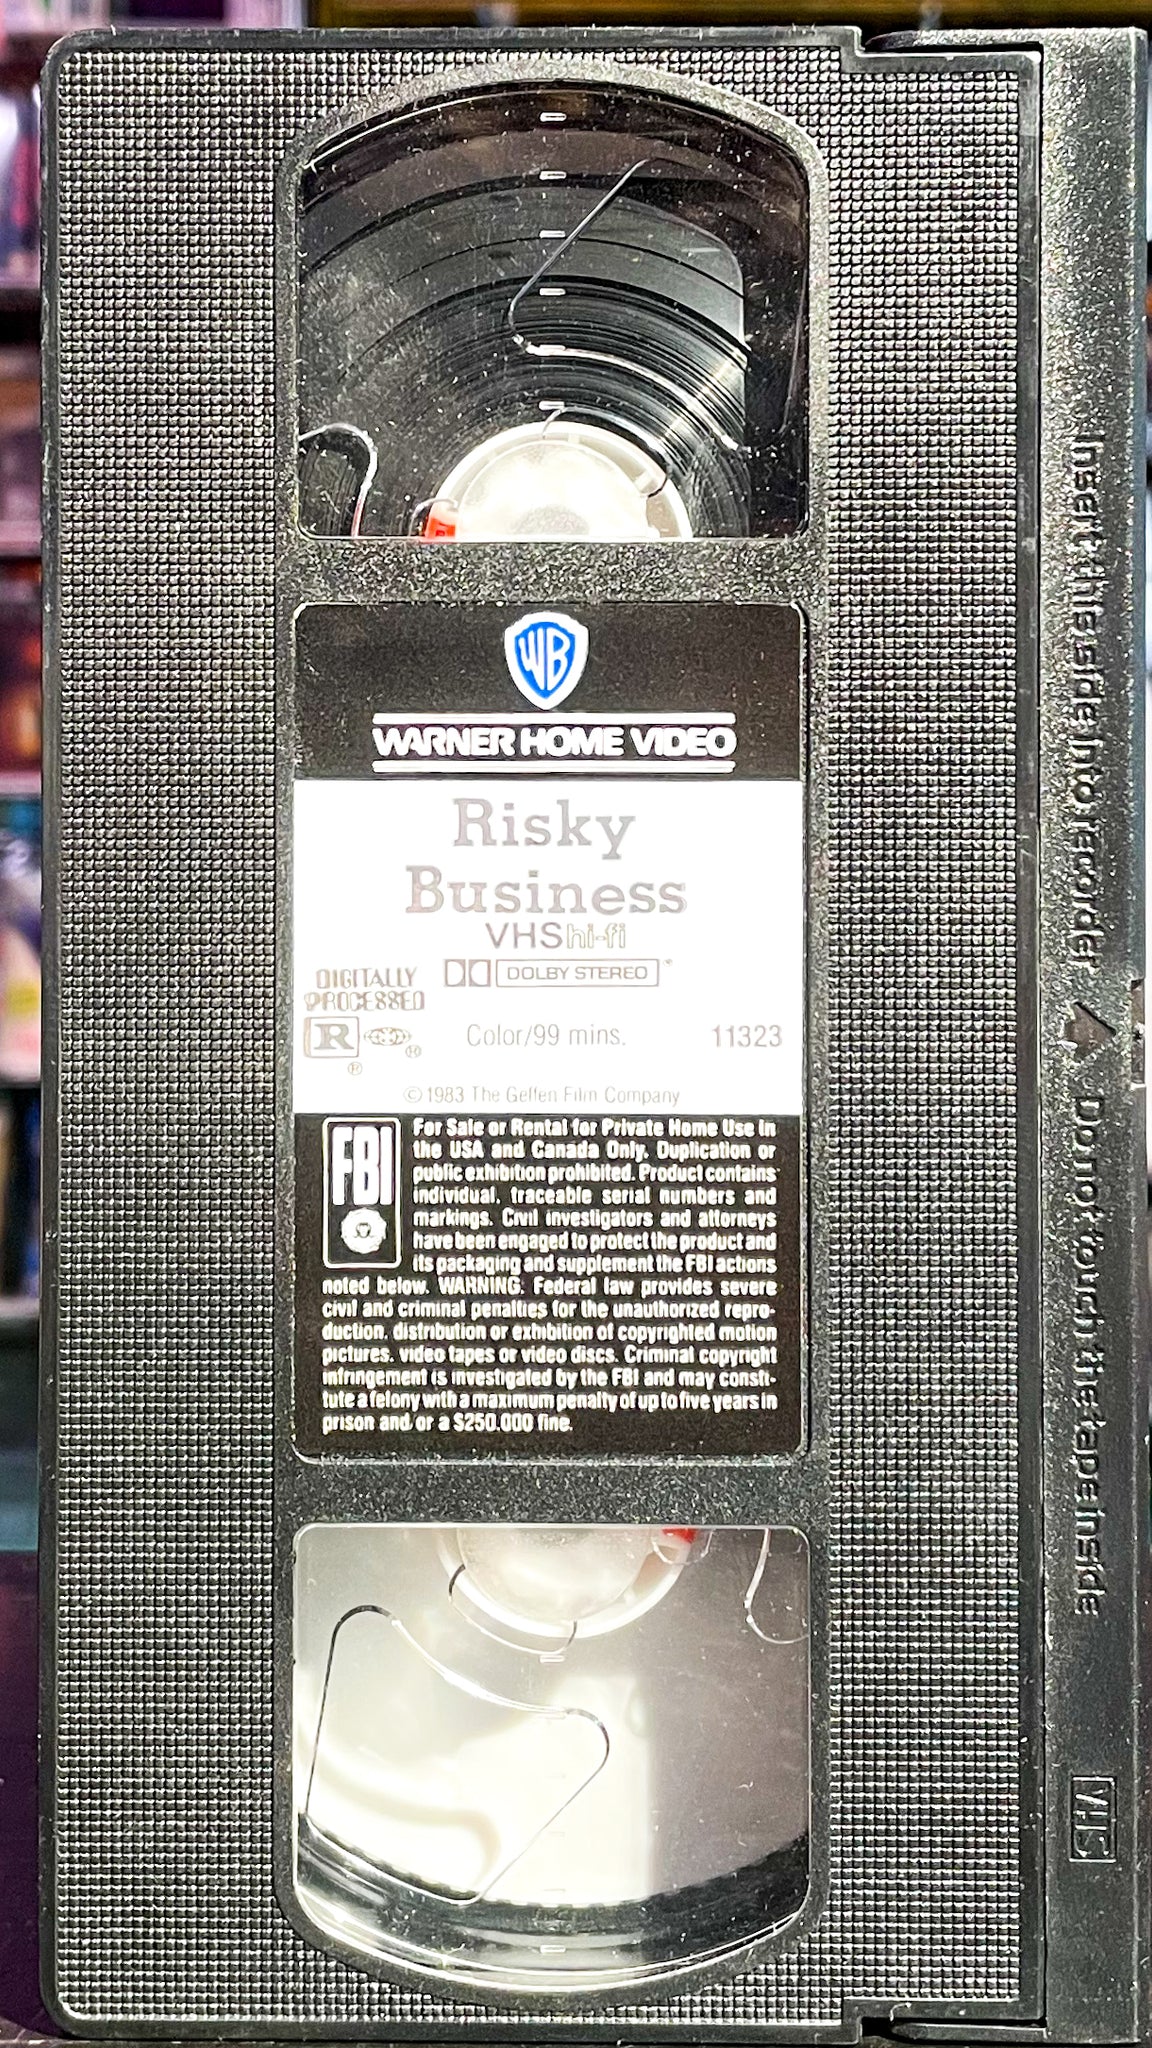 WB
WARNER HOME VIDEO
Risky
Business
VHS hi-fi
DOLBY STEREO
DIGITALLY
PROCESSED
R ® ® Color/99 mins. 11323
© 1983 The Geffen Film Company
FBI
For Sale or Rental for Private Home Use in
the USA and Canada Only. Duplication or
public exhibition prohibited. Product contains
individual, traceable serial numbers and
markings. Civil investigators and attorneys
have been engaged to protect the product and
its packaging and supplement the FBI actions
noted below. WARNING. Federal law provides severe
civil and criminal penalties for the unauthorized repro-
duction, distribution or exhibition of copyrighted motion
pictures, video tapes or video discs. Criminal copyright
infringement is investigated by the FBI and may consti-
tute a felony with a maximum penalty of up to five years in
prison and/or a $250.000 fine.
Insert this side into recorder
Do not touch the tape inside
VHS